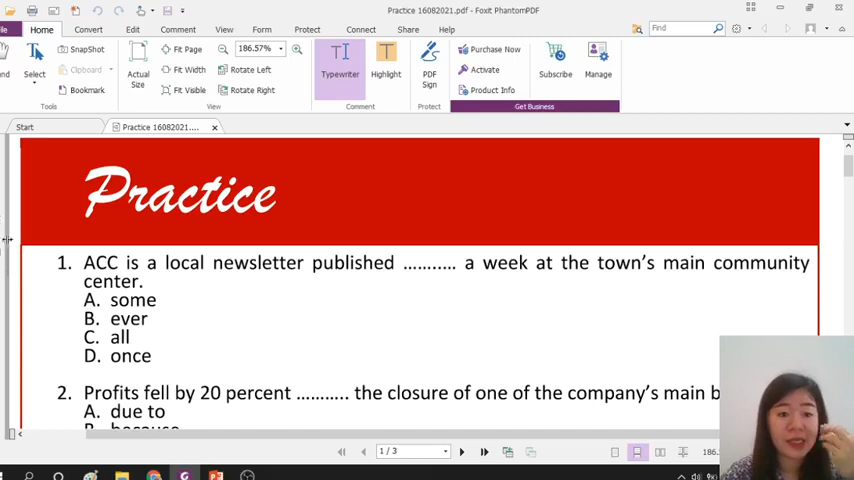 Practice 16082021.pdf - Foxit PhantomPDF
Home Convert Edit Comment View Form Protect Share Connect Help Find
SnapShot Fit Page 186.57% Purchase Now
Select Clipboard Actual Size Fit Width Rotate Left Typewriter Highlight PDF Sign Activate Subscribe Manage
Bookmark Fit Visible Rotate Right Product Info
Tools View Comment Protect Get Business
Start Practice 16082021....
Practice
1. ACC is a local newsletter published ........... a week at the town's main community
center.
A. some
B. ever
C. all
D. once
2. Profits fell by 20 percent ........... the closure of one of the company's main
A. due to
B. because
1 / 3